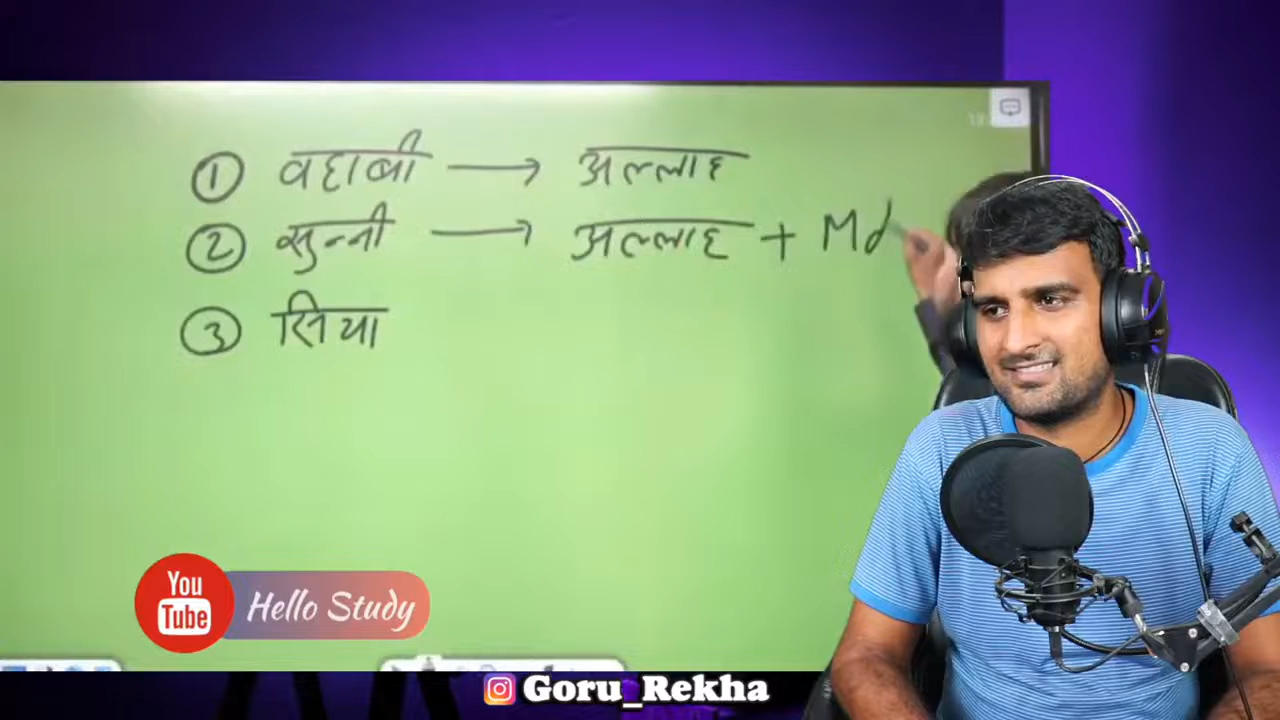 ① वहाबी → अल्लाह
② सुन्नी → अल्लाह + Md
③ सिया
You
Tube
Hello Study
Goru_Rekha